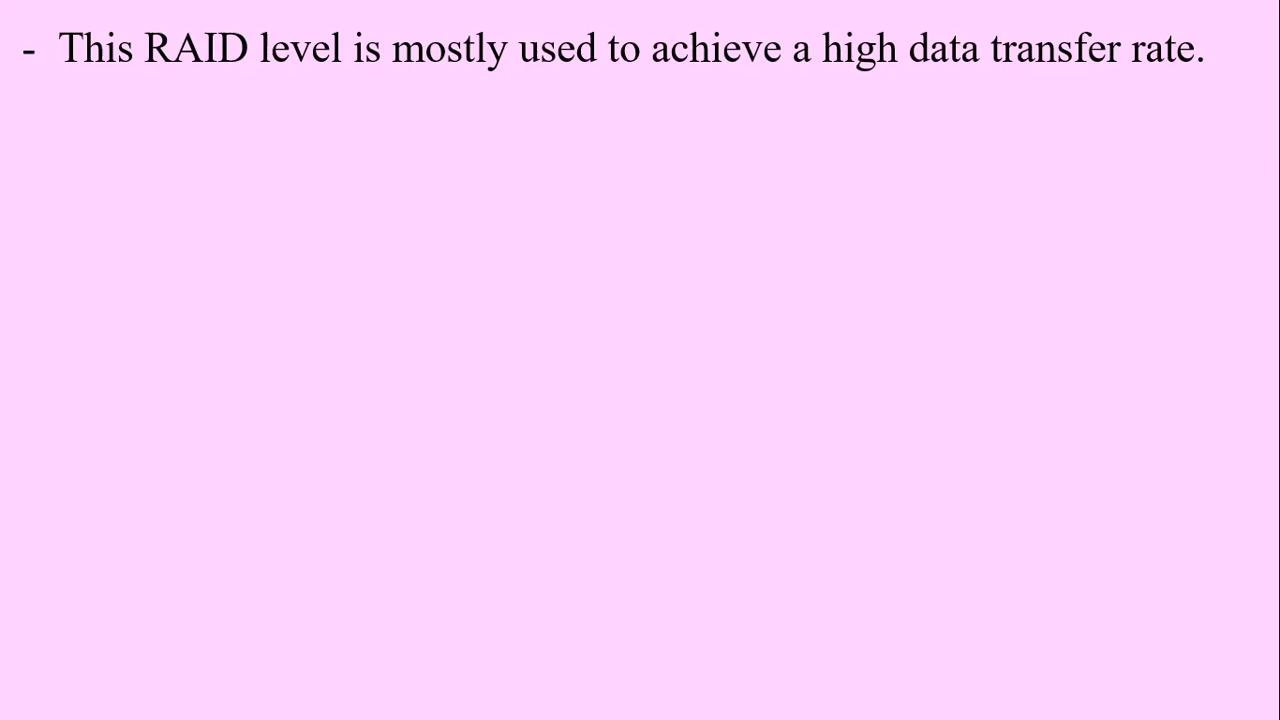 - This RAID level is mostly used to achieve a high data transfer rate.